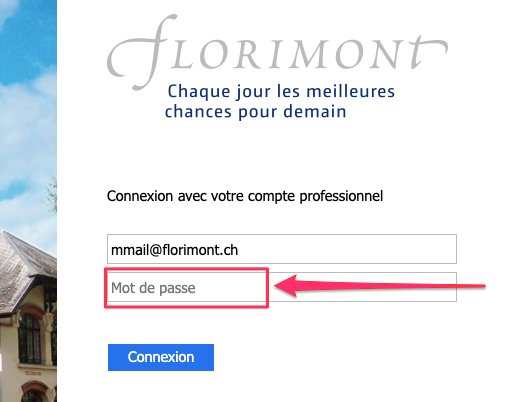 FLORIMONT
Chaque jour les meilleures
chances pour demain
Connexion avec votre compte professionnel
mmail@florimont.ch
Mot de passe
Connexion